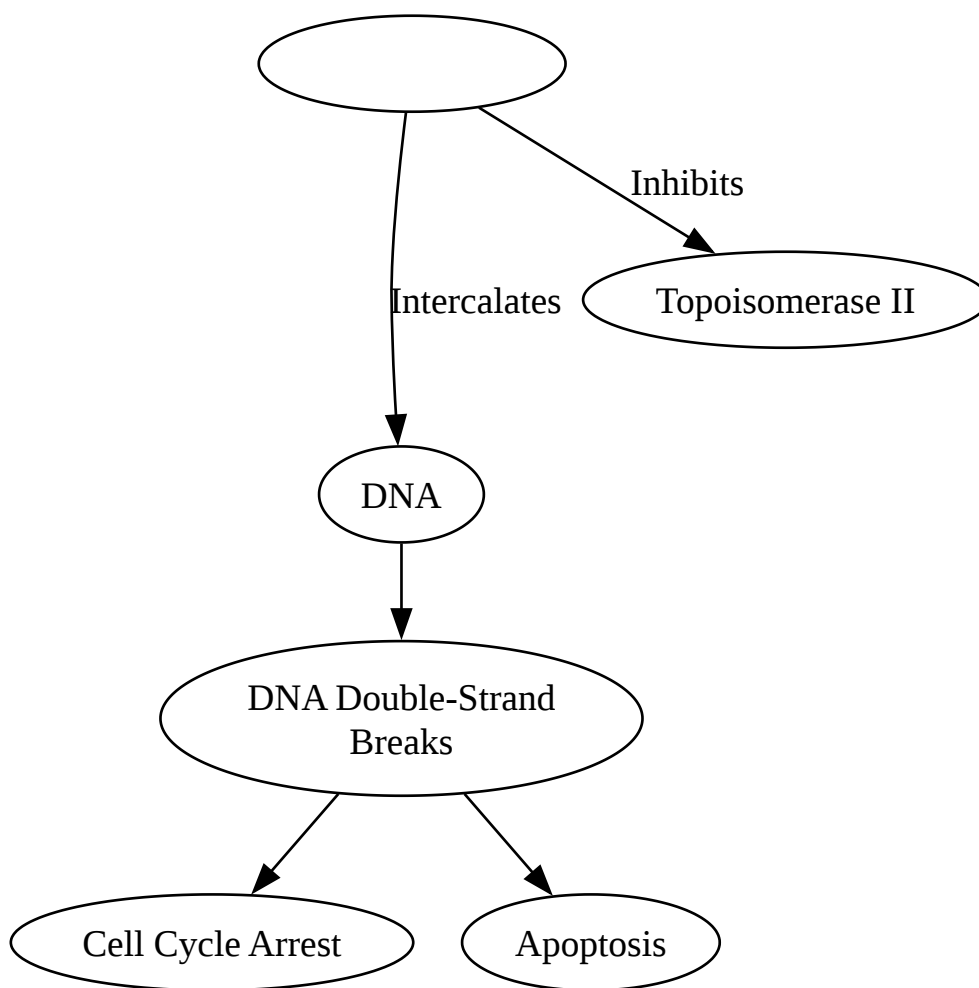 Inhibits
Intercalates
Topoisomerase II
DNA
DNA Double-Strand
Breaks
Cell Cycle Arrest
Apoptosis